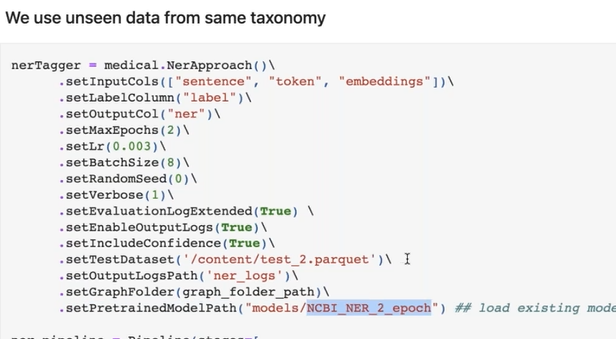 We use unseen data from same taxonomy
nerTagger = medical.NerApproach()\
.setInputCols(["sentence", "token", "embeddings"])\
.setLabelColumn("label")\
.setOutputCol("ner")\
.setMaxEpochs(2)\
.setLr(0.003)\
.setBatchSize(8)\
.setRandomSeed(0)\
.setVerbose(1)\
.setEvaluationLogExtended(True) \
.setEnableOutputLogs(True)\
.setIncludeConfidence(True)\
.setTestDataset('/content/test_2.parquet')\
.setOutputLogsPath('ner_logs')\
.setGraphFolder(graph_folder_path)\
.setPretrainedModelPath("models/NCBI_NER_2_epoch") ## load existing mode